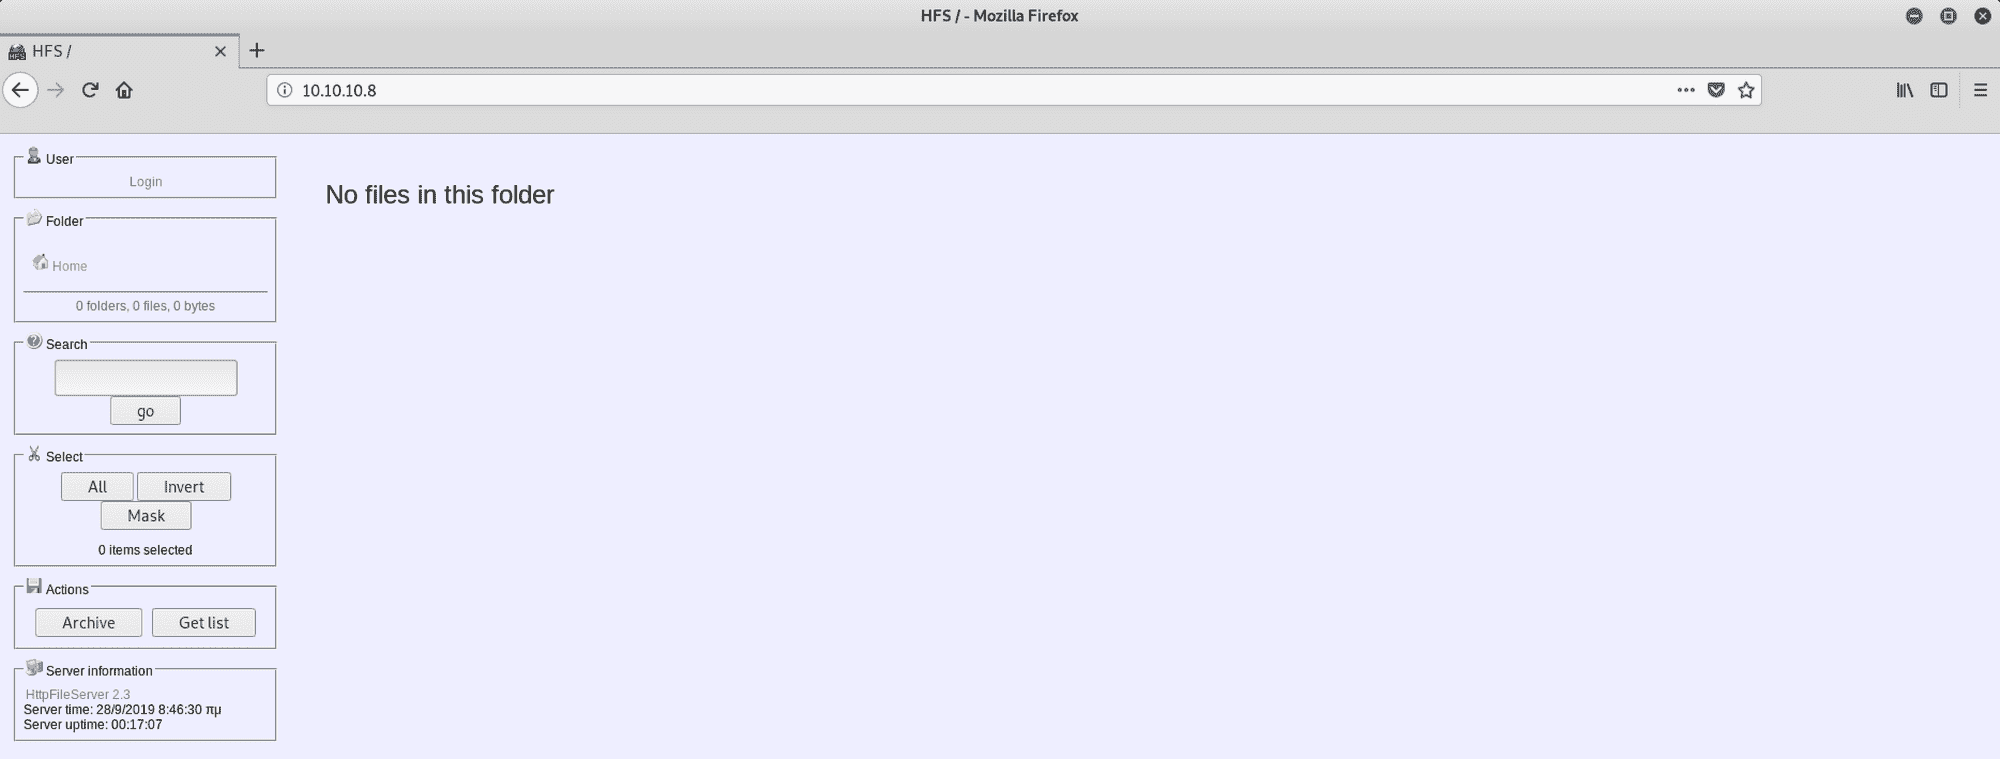 HFS / - Mozilla Firefox
HFS /
10.10.10.8
User
Login
No files in this folder
Folder
Home
0 folders, 0 files, 0 bytes
Search
go
Select
All Invert
Mask
0 items selected
Actions
Archive Get list
Server information
HttpFileServer 2.3
Server time: 28/9/2019 8:46:30 πμ
Server uptime: 00:17:07